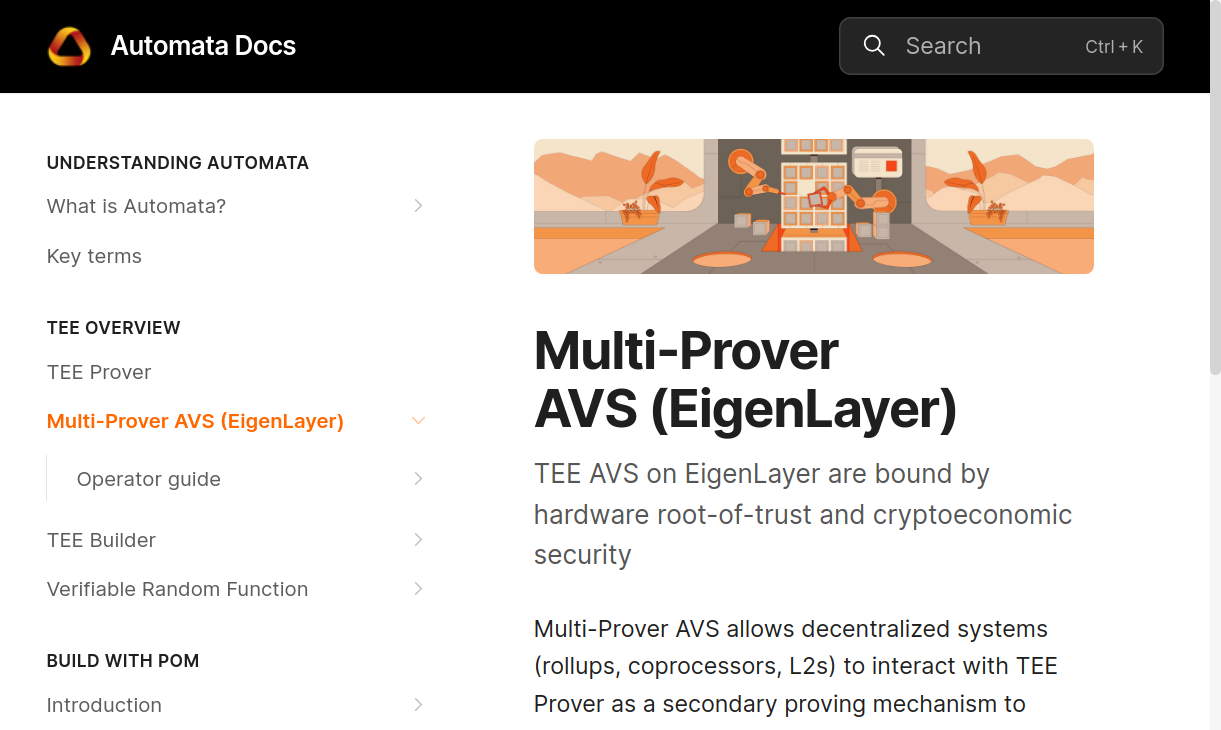 Automata Docs
Search
Ctrl + K
UNDERSTANDING AUTOMATA
What is Automata?
Key terms
TEE OVERVIEW
TEE Prover
Multi-Prover AVS (EigenLayer)
Operator guide
TEE Builder
Verifiable Random Function
BUILD WITH POM
Introduction
Multi-Prover
AVS (EigenLayer)
TEE AVS on EigenLayer are bound by
hardware root-of-trust and cryptoeconomic
security
Multi-Prover AVS allows decentralized systems
(rollups, coprocessors, L2s) to interact with TEE
Prover as a secondary proving mechanism to